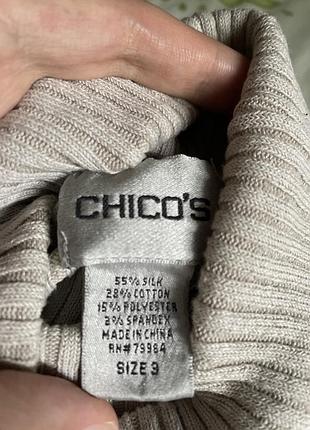 CHICO'S
55% SILK
28% COTTON
15% POLYESTER
2% SPANDEX
MADE IN CHINA
RN# 79984
SIZE 3